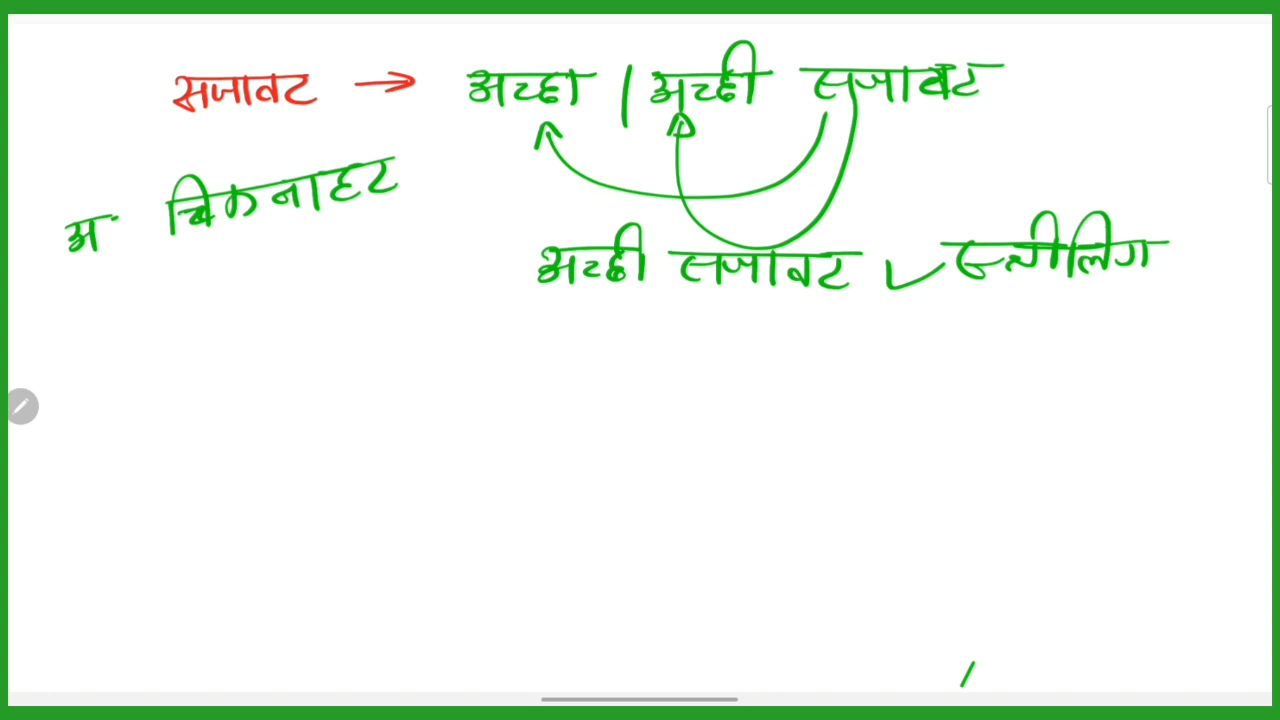 सजावट → अच्छा / अच्छी सजावट
अ चिकनाहट
अच्छी सजावट ✓ स्त्रीलिंग